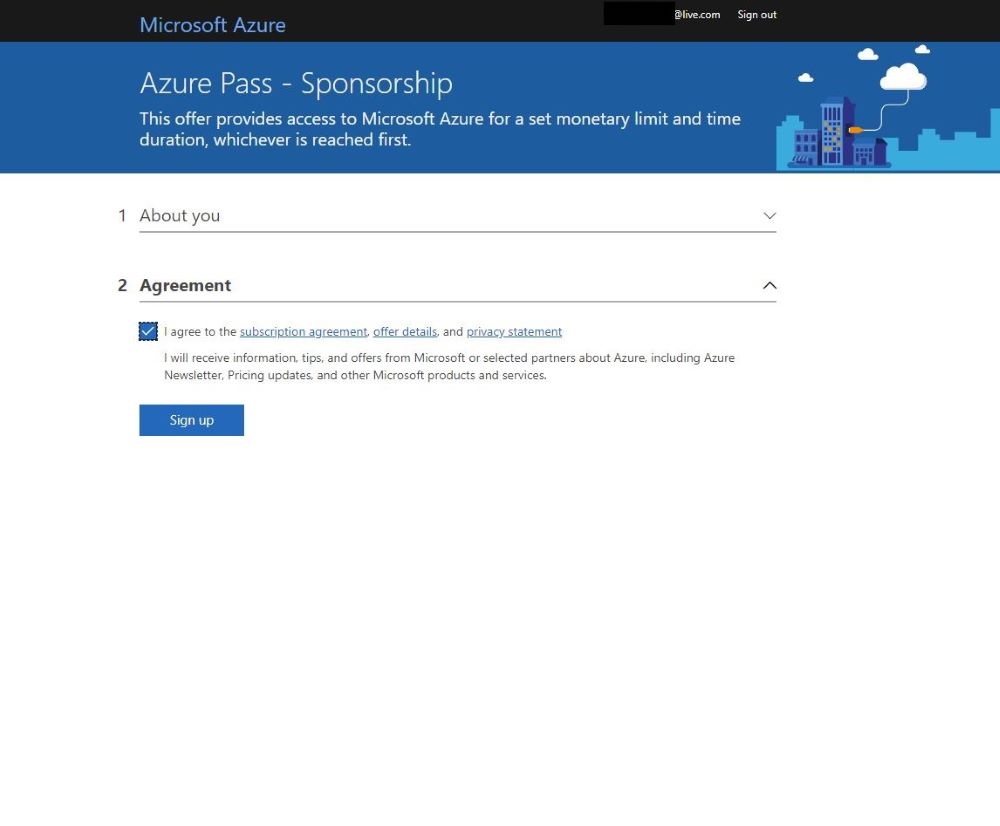 Microsoft Azure
@live.com Sign out
Azure Pass - Sponsorship
This offer provides access to Microsoft Azure for a set monetary limit and time
duration, whichever is reached first.
1 About you
2 Agreement
I agree to the subscription agreement, offer details, and privacy statement
I will receive information, tips, and offers from Microsoft or selected partners about Azure, including Azure
Newsletter, Pricing updates, and other Microsoft products and services.
Sign up